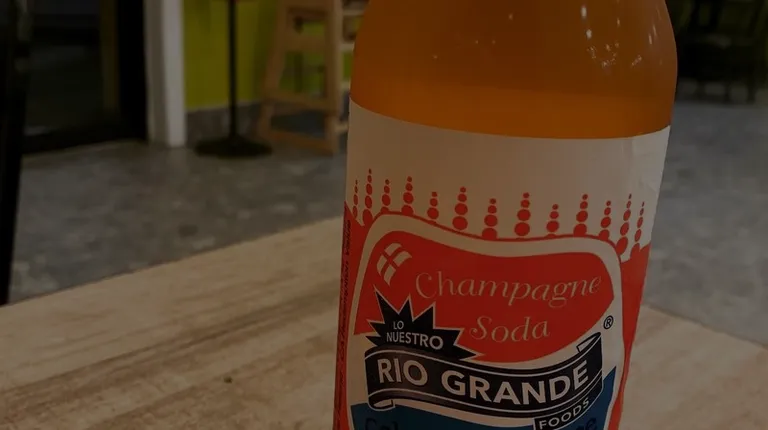 Champagne
Soda
LO
NUESTRO
®
RIO GRANDE
FOODS